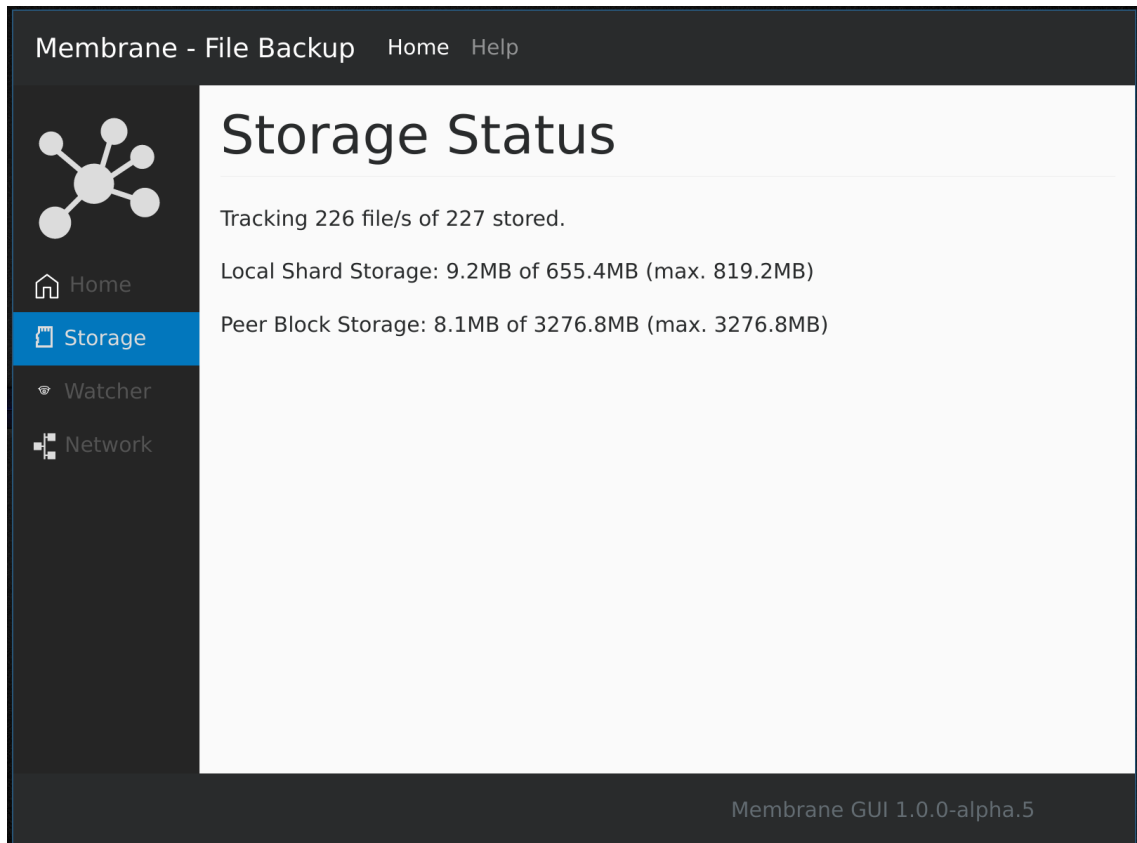 Membrane - File Backup Home Help
Storage Status
Tracking 226 file/s of 227 stored.
Local Shard Storage: 9.2MB of 655.4MB (max. 819.2MB)
Peer Block Storage: 8.1MB of 3276.8MB (max. 3276.8MB)
Home
Storage
Watcher
Network
Membrane GUI 1.0.0-alpha.5